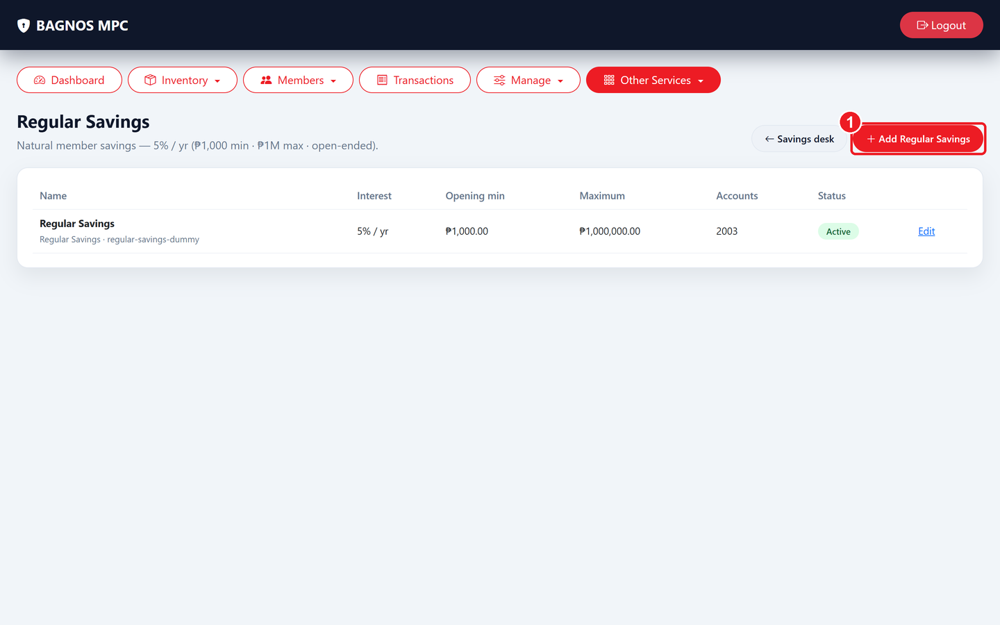 BAGNOS MPC
Logout
Dashboard
Inventory
Members
Transactions
Manage
Other Services
Regular Savings
Natural member savings — 5% / yr (₱1,000 min · ₱1M max · open-ended).
1
← Savings desk
+ Add Regular Savings
Name Interest Opening min Maximum Accounts Status
Regular Savings
Regular Savings · regular-savings-dummy
5% / yr ₱1,000.00 ₱1,000,000.00 2003 Active Edit